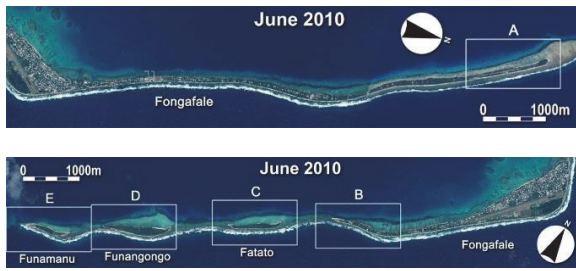 June 2010
A
N
Fongafale
0 1000m
0 1000m
June 2010
E
D
C
B
Funamanu
Funangongo
Fatato
Fongafale
N